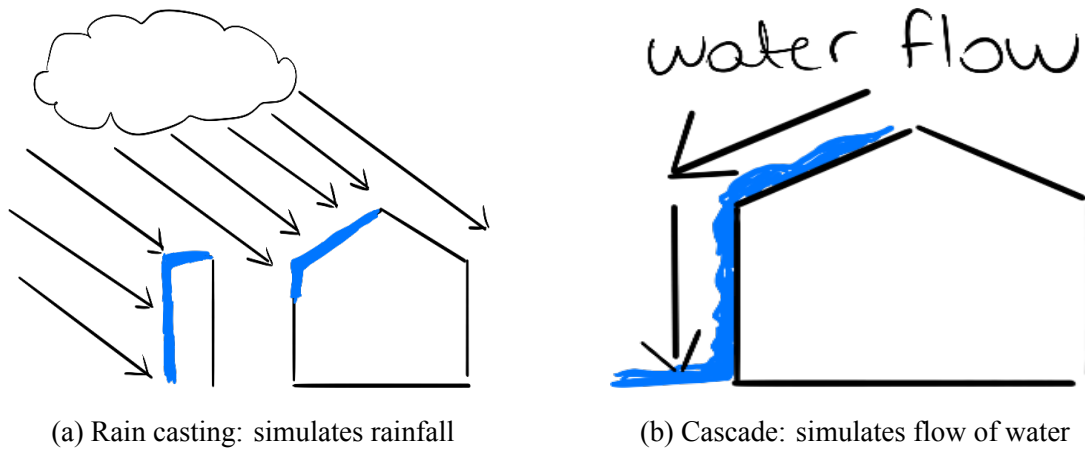 water flow
(a) Rain casting: simulates rainfall
(b) Cascade: simulates flow of water